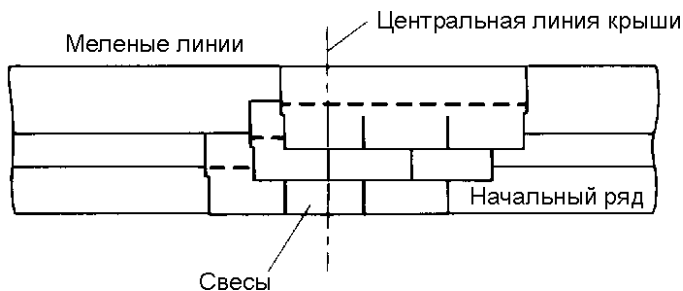 Центральная линия крыши
Меленые линии
Начальный ряд
Свесы